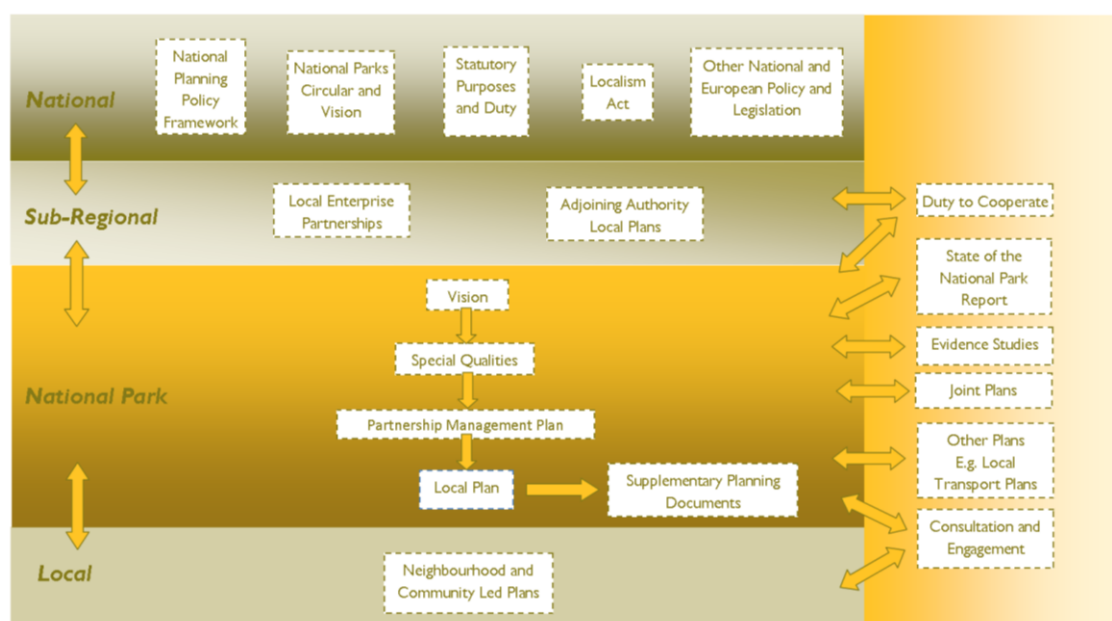 National
National
Planning
Policy
Framework
National Parks
Circular and
Vision
Statutory
Purposes
and Duty
Localism
Act
Other National and
European Policy and
Legislation
Sub-Regional
Local Enterprise
Partnerships
Adjoining Authority
Local Plans
Duty to Cooperate
State of the
National Park
Report
National Park
Vision
Special Qualities
Partnership Management Plan
Local Plan
Supplementary Planning
Documents
Evidence Studies
Joint Plans
Other Plans
E.g. Local
Transport Plans
Consultation and
Engagement
Local
Neighbourhood and
Community Led Plans